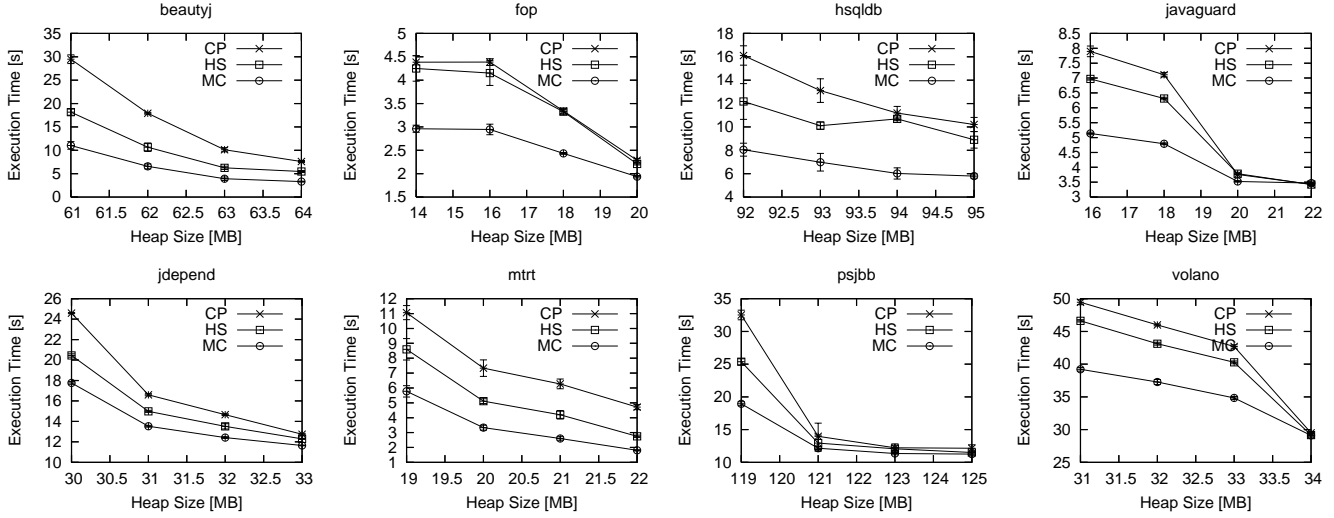 beautyj
Execution Time [s]
35
30
25
20
15
10
5
0
61 61.5 62 62.5 63 63.5 64
Heap Size [MB]
CP
HS
MC
fop
Execution Time [s]
5
4.5
4
3.5
3
2.5
2
1.5
14 15 16 17 18 19 20
Heap Size [MB]
CP
HS
MC
hsqldb
Execution Time [s]
18
16
14
12
10
8
6
4
92 92.5 93 93.5 94 94.5 95
Heap Size [MB]
CP
HS
MC
javaguard
Execution Time [s]
8.5
8
7.5
7
6.5
6
5.5
5
4.5
4
3.5
3
16 17 18 19 20 21 22
Heap Size [MB]
CP
HS
MC
jdepend
Execution Time [s]
26
24
22
20
18
16
14
12
10
30 30.5 31 31.5 32 32.5 33
Heap Size [MB]
CP
HS
MC
mtrt
Execution Time [s]
12
11
10
9
8
7
6
5
4
3
2
1
19 19.5 20 20.5 21 21.5 22
Heap Size [MB]
CP
HS
MC
psjbb
Execution Time [s]
35
30
25
20
15
10
119 120 121 122 123 124 125
Heap Size [MB]
CP
HS
MC
volano
Execution Time [s]
50
45
40
35
30
25
31 31.5 32 32.5 33 33.5 34
Heap Size [MB]
CP
HS
MC